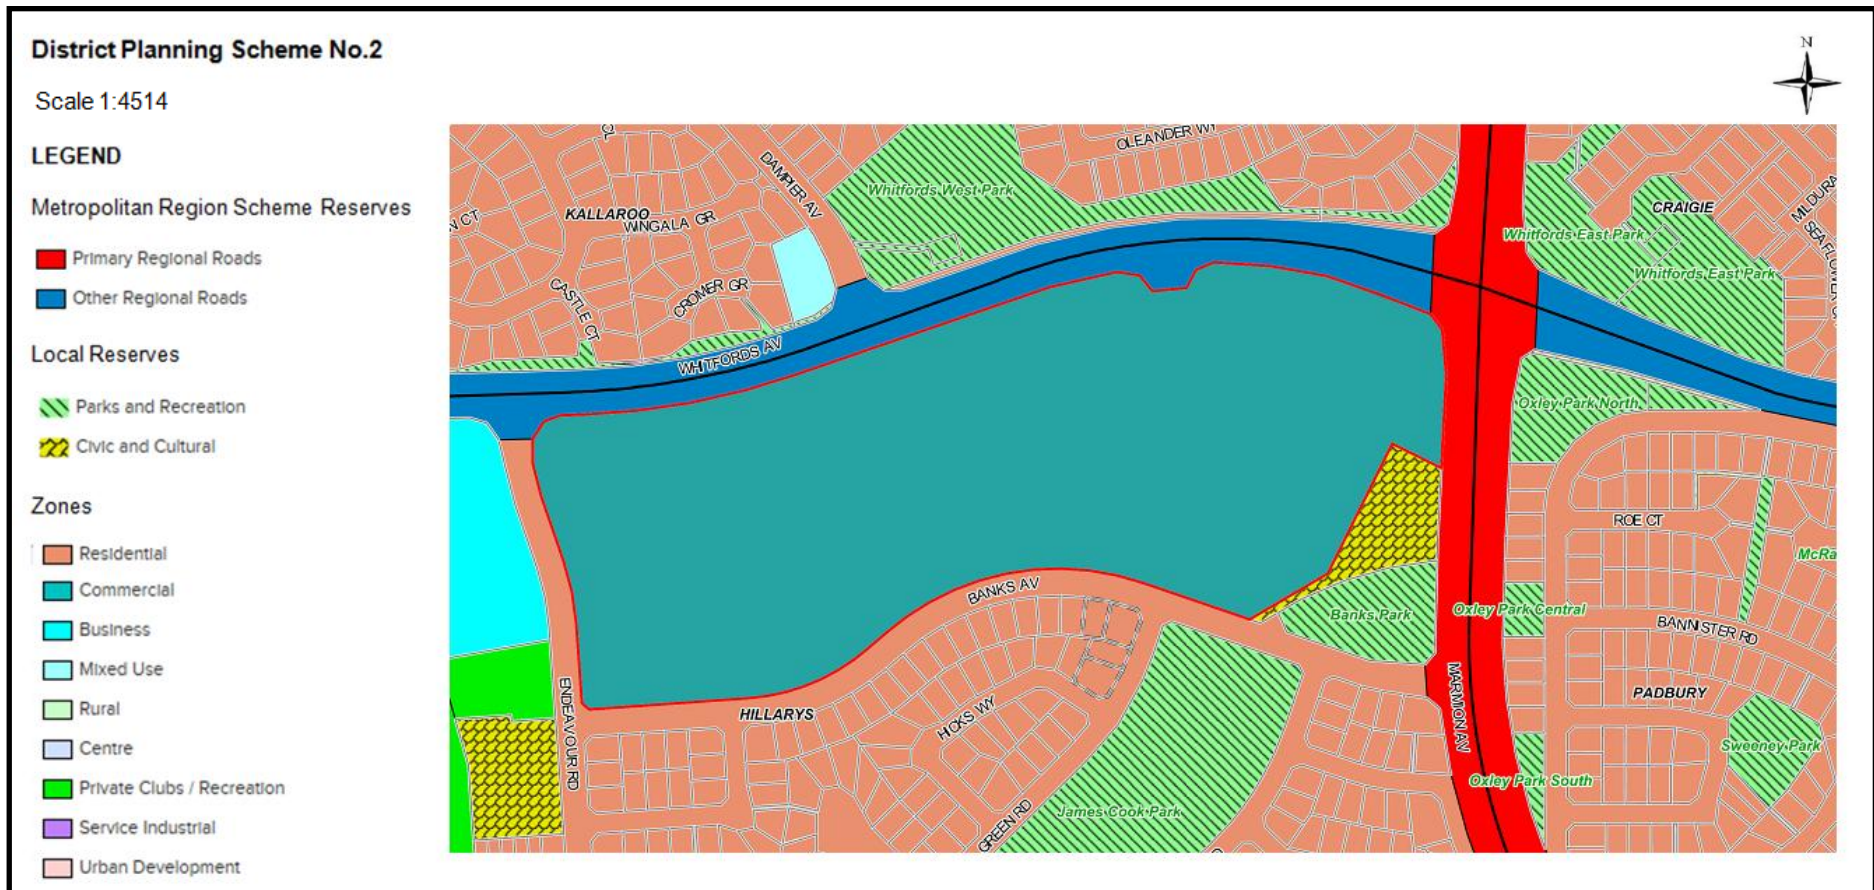 District Planning Scheme No.2
N
Scale 1:4514
LEGEND
Metropolitan Region Scheme Reserves
Primary Regional Roads
Other Regional Roads
Local Reserves
Parks and Recreation
Civic and Cultural
Zones
Residential
Commercial
Business
Mixed Use
Rural
Centre
Private Clubs / Recreation
Service Industrial
Urban Development
CL
OLEANDER WY
DAMPIER AV
Whitfords West Park
KALLAROO
WINGALA GR
N CT
CRAIGIE
MILDURA
Whitfords East Park
SEAFLOWER
Whitfords East Park
CROMER GR
CASTLE CT
WHITFORDS AV
Oxley Park North
ROE CT
McRa
BANKS AV
Banks Park
Oxley Park Central
BANNISTER RD
ENDEAVOUR RD
HILLARYS
HICKS WY
MARMION AV
PADBURY
Sweeney Park
Oxley Park South
GREEN RD
James Cook Park